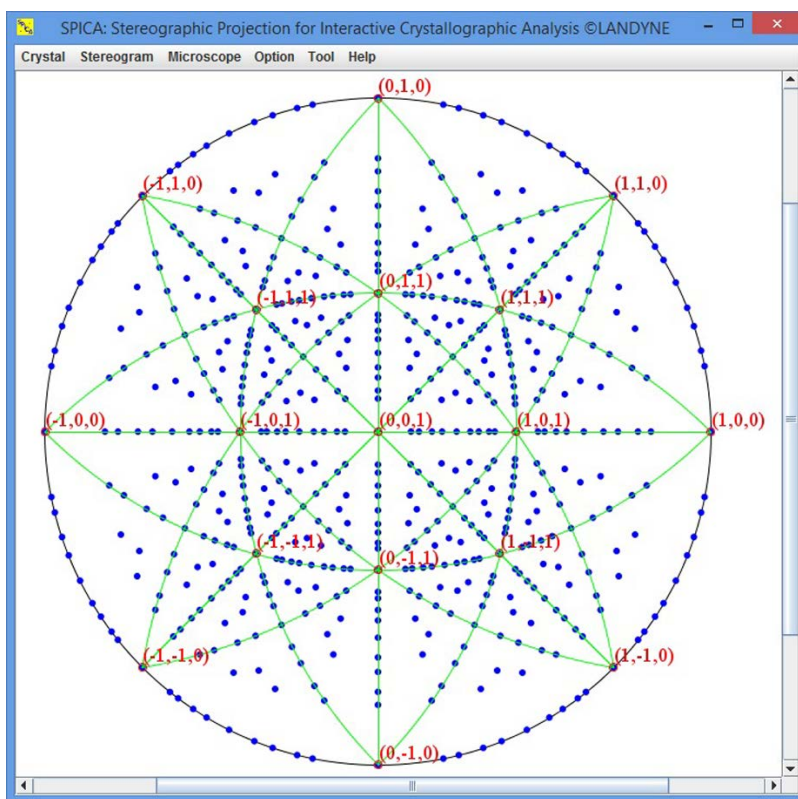 SPICA: Stereographic Projection for Interactive Crystallographic Analysis ©LANDYNE
Crystal Stereogram Microscope Option Tool Help
(0,1,0)
(-1,1,0) (1,1,0)
(0,1,1)
(-1,1,1) (1,1,1)
(-1,0,0) (-1,0,1) (0,0,1) (1,0,1) (1,0,0)
(-1,-1,1) (0,-1,1) (1,-1,1)
(-1,-1,0) (1,-1,0)
(0,-1,0)